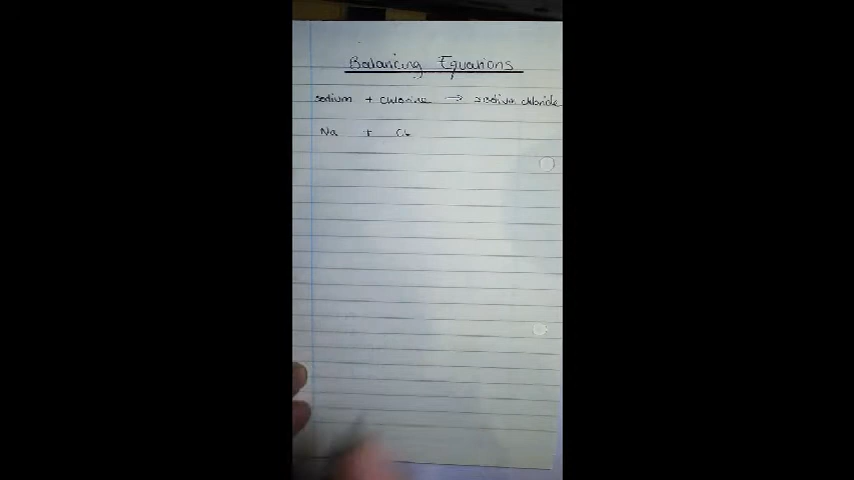 Balancing Equations
sodium + chlorine → sodium chloride
Na + Cl